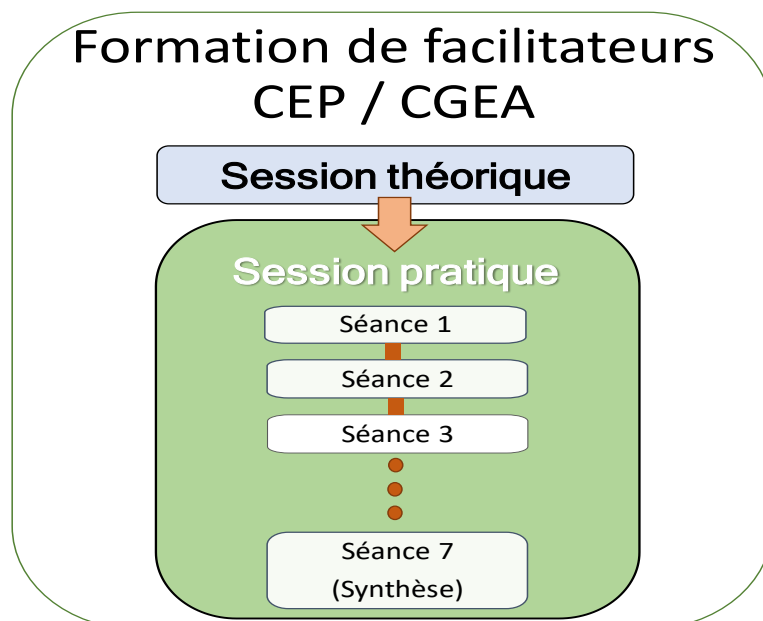 Formation de facilitateurs
CEP / CGEA
Session théorique
Session pratique
Séance 1
Séance 2
Séance 3
Séance 7
(Synthèse)